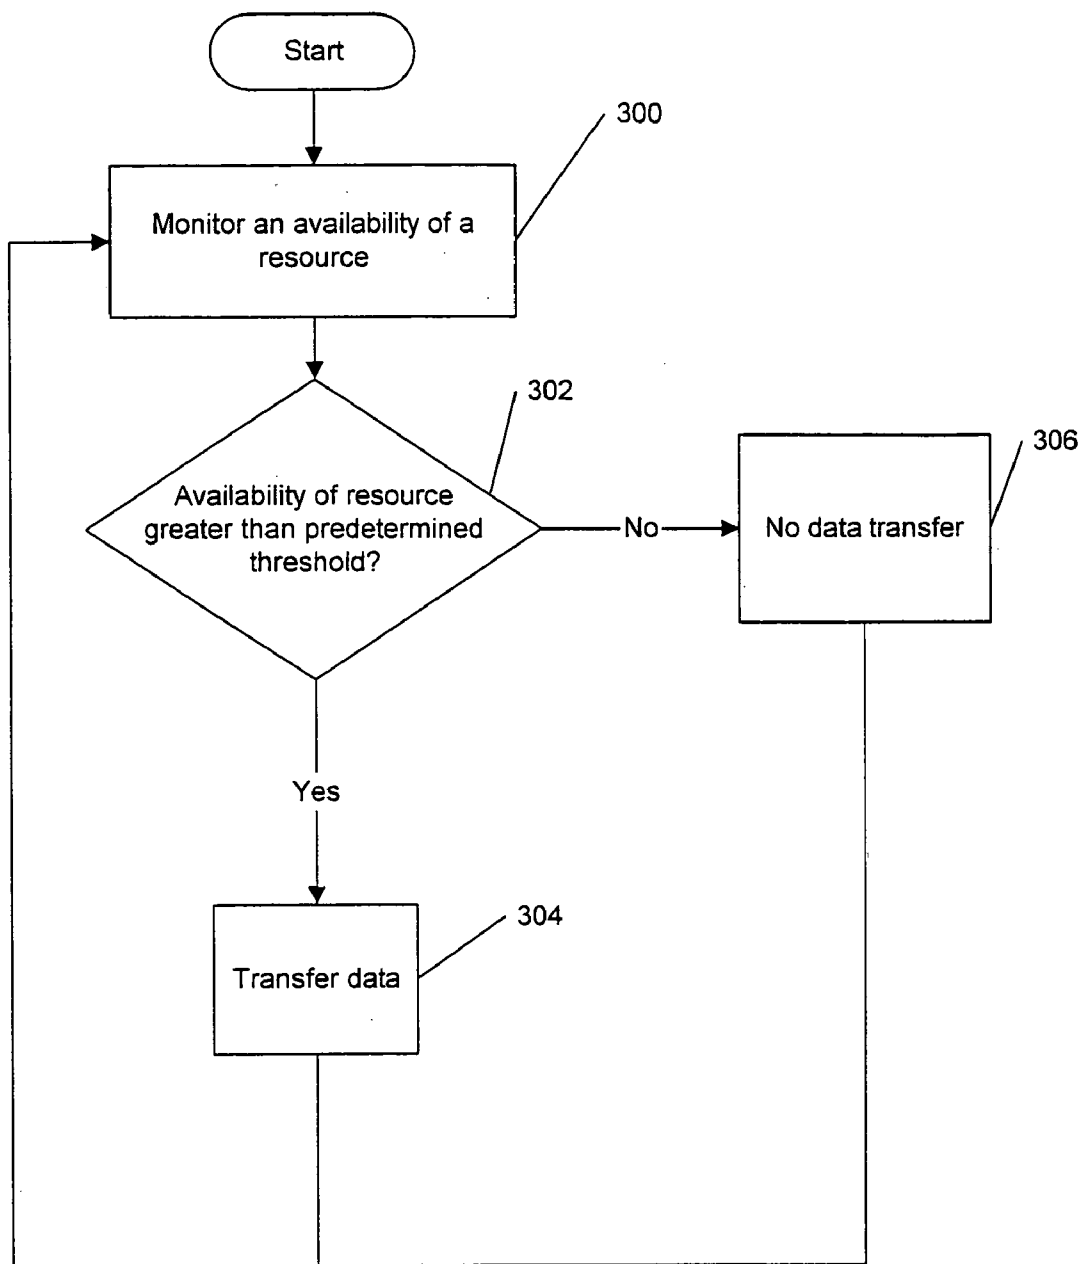 Start
300
Monitor an availability of a
resource
302
Availability of resource
greater than predetermined
threshold?
No
306
No data transfer
Yes
304
Transfer data